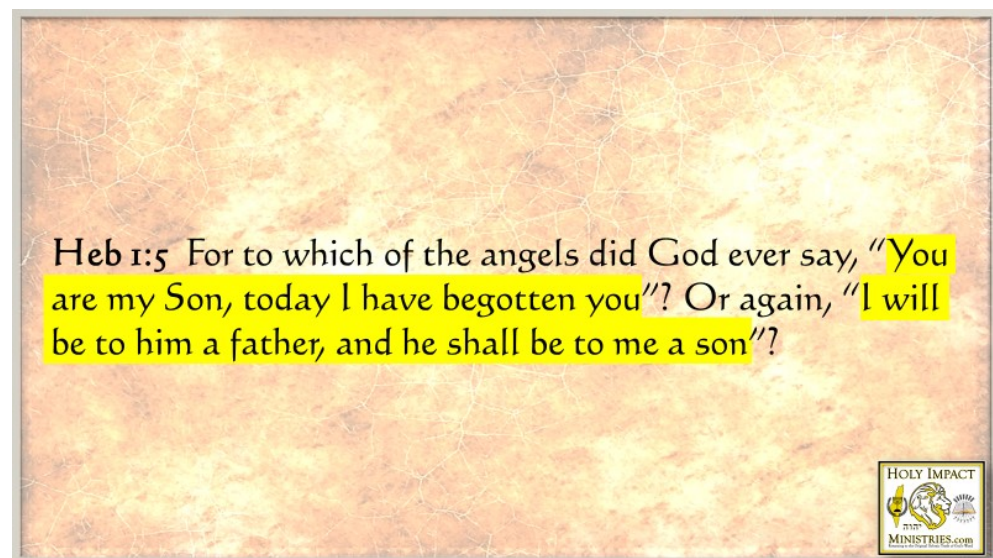 Heb 1:5 For to which of the angels did God ever say, “You
are my Son, today I have begotten you”? Or again, “I will
be to him a father, and he shall be to me a son”?
HOLY IMPACT
יהוה
MINISTRIES.com